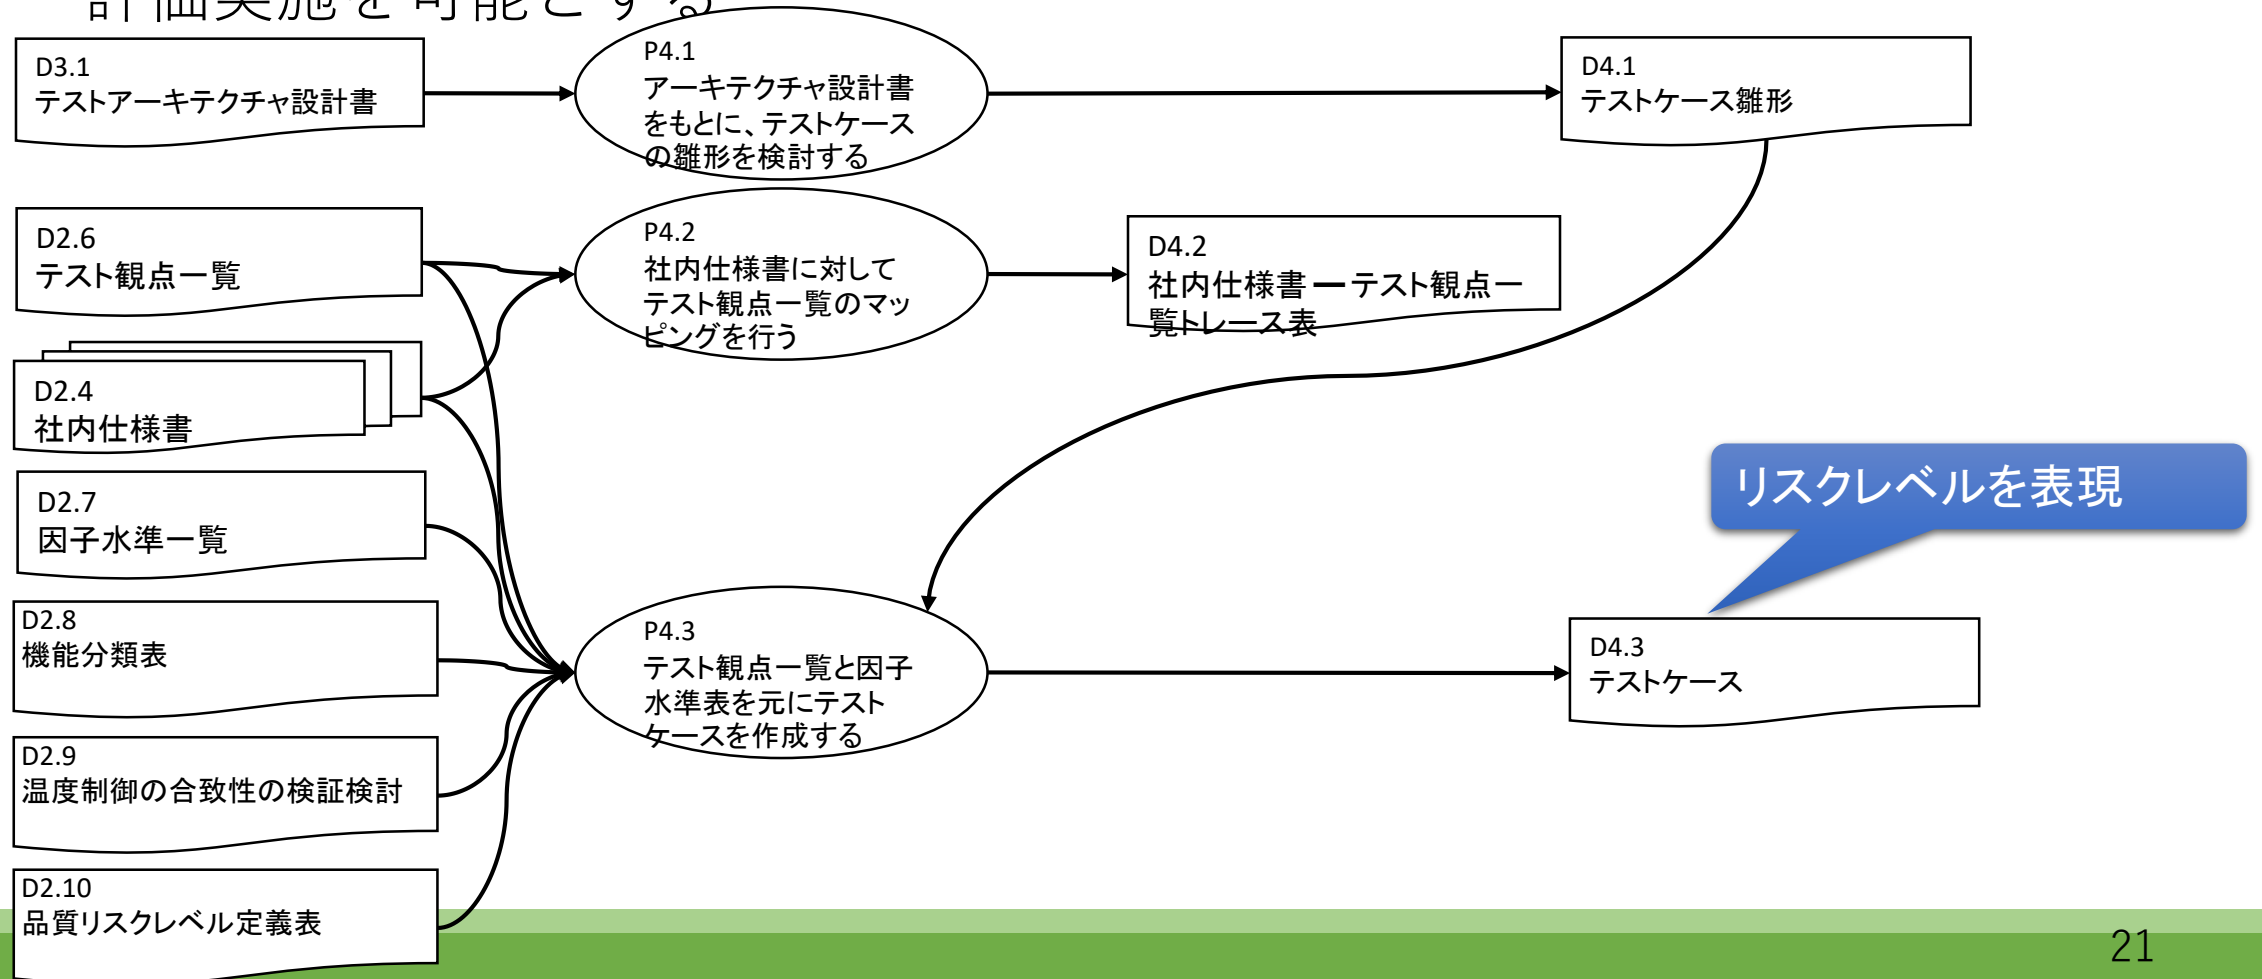 計画実施を可能とする
D3.1
テストアーキテクチャ設計書
P4.1
アーキテクチャ設計書
をもとに、テストケース
の雛形を検討する
D4.1
テストケース雛形
D2.6
テスト観点一覧
P4.2
社内仕様書に対して
テスト観点一覧のマッ
ピングを行う
D4.2
社内仕様書ーテスト観点一
覧トレース表
D2.4
社内仕様書
D2.7
因子水準一覧
リスクレベルを表現
D2.8
機能分類表
P4.3
テスト観点一覧と因子
水準表を元にテスト
ケースを作成する
D4.3
テストケース
D2.9
温度制御の合致性の検証検討
D2.10
品質リスクレベル定義表
21